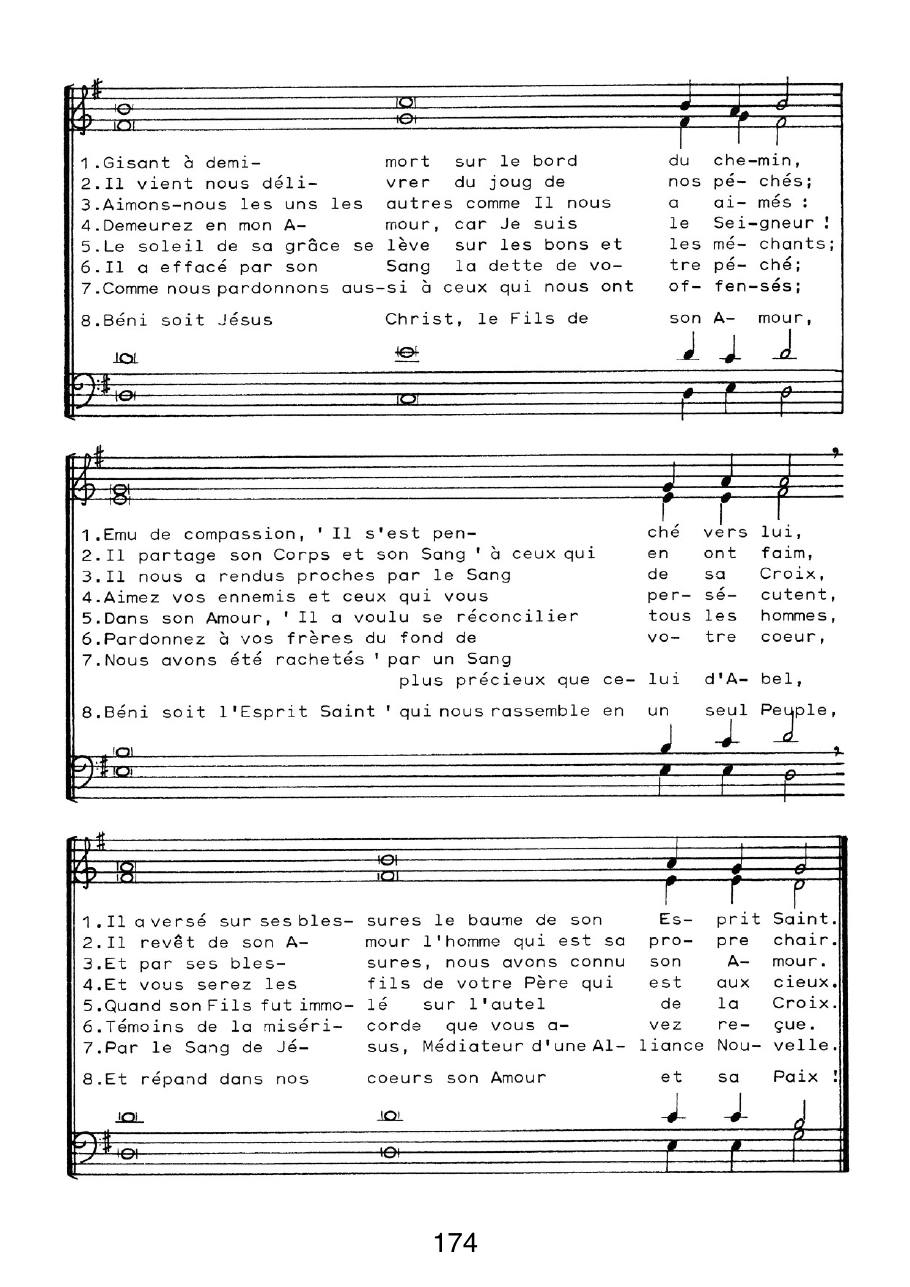 1.Gisant à demi- mort sur le bord du che-min,
2.Il vient nous déli- vrer du joug de nos pé- chés;
3.Aimons-nous les uns les autres comme Il nous a ai- més :
4.Demeurez en mon A- mour, car Je suis le Sei-gneur !
5.Le soleil de sa grâce se lève sur les bons et les mé- chants;
6.Il a effacé par son Sang la dette de vo- tre pé- ché;
7.Comme nous pardonnons aus-si à ceux qui nous ont of- fen-sés;
8.Béni soit Jésus Christ, le Fils de son A- mour,
1.Emu de compassion, ' Il s'est pen- ché vers lui,
2.Il partage son Corps et son Sang ' à ceux qui en ont faim,
3.Il nous a rendus proches par le Sang de sa Croix,
4.Aimez vos ennemis et ceux qui vous per- sé- cutent,
5.Dans son Amour, ' Il a voulu se réconcilier tous les hommes,
6.Pardonnez à vos frères du fond de vo- tre coeur,
7.Nous avons été rachetés ' par un Sang
plus précieux que ce- lui d'A- bel,
8.Béni soit l'Esprit Saint ' qui nous rassemble en un seul Peuple,
1.Il a versé sur ses bles- sures le baume de son Es- prit Saint.
2.Il revêt de son A- mour l'homme qui est sa pro- pre chair.
3.Et par ses bles- sures, nous avons connu son A- mour.
4.Et vous serez les fils de votre Père qui est aux cieux.
5.Quand son Fils fut immo- lé sur l'autel de la Croix.
6.Témoins de la miséri- corde que vous a- vez re- çue.
7.Par le Sang de Jé- sus, Médiateur d'une Al- liance Nou- velle.
8.Et répand dans nos coeurs son Amour et sa Paix !
174